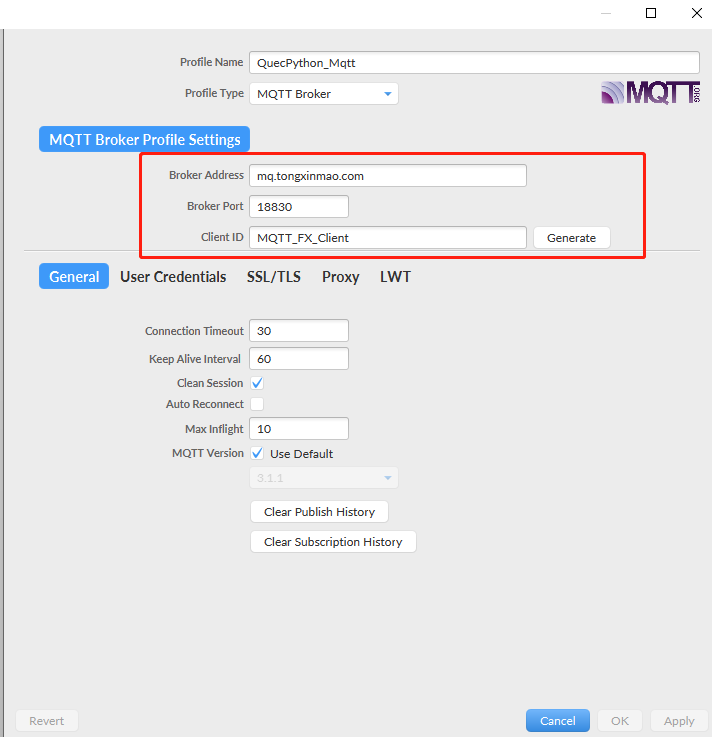 Profile Name QuecPython_Mqtt
Profile Type MQTT Broker
MQTT.ORG
MQTT Broker Profile Settings
Broker Address mq.tongxinmao.com
Broker Port 18830
Client ID MQTT_FX_Client Generate
General User Credentials SSL/TLS Proxy LWT
Connection Timeout 30
Keep Alive Interval 60
Clean Session
Auto Reconnect
Max Inflight 10
MQTT Version Use Default
3.1.1
Clear Publish History
Clear Subscription History
Revert Cancel OK Apply